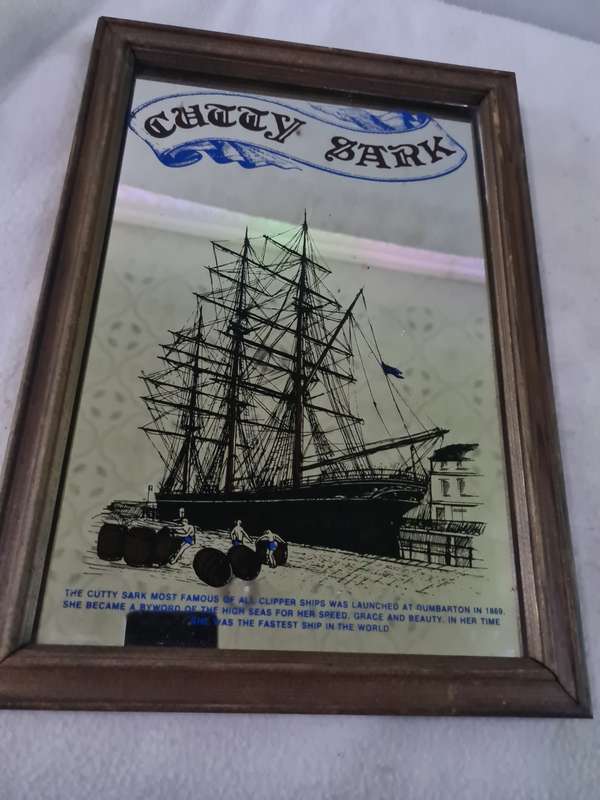 CUTTY SARK
THE CUTTY SARK MOST FAMOUS OF ALL CLIPPER SHIPS WAS LAUNCHED AT DUMBARTON IN 1869.
SHE BECAME A BYWORD OF THE HIGH SEAS FOR HER SPEED, GRACE AND BEAUTY. IN HER TIME
SHE WAS THE FASTEST SHIP IN THE WORLD